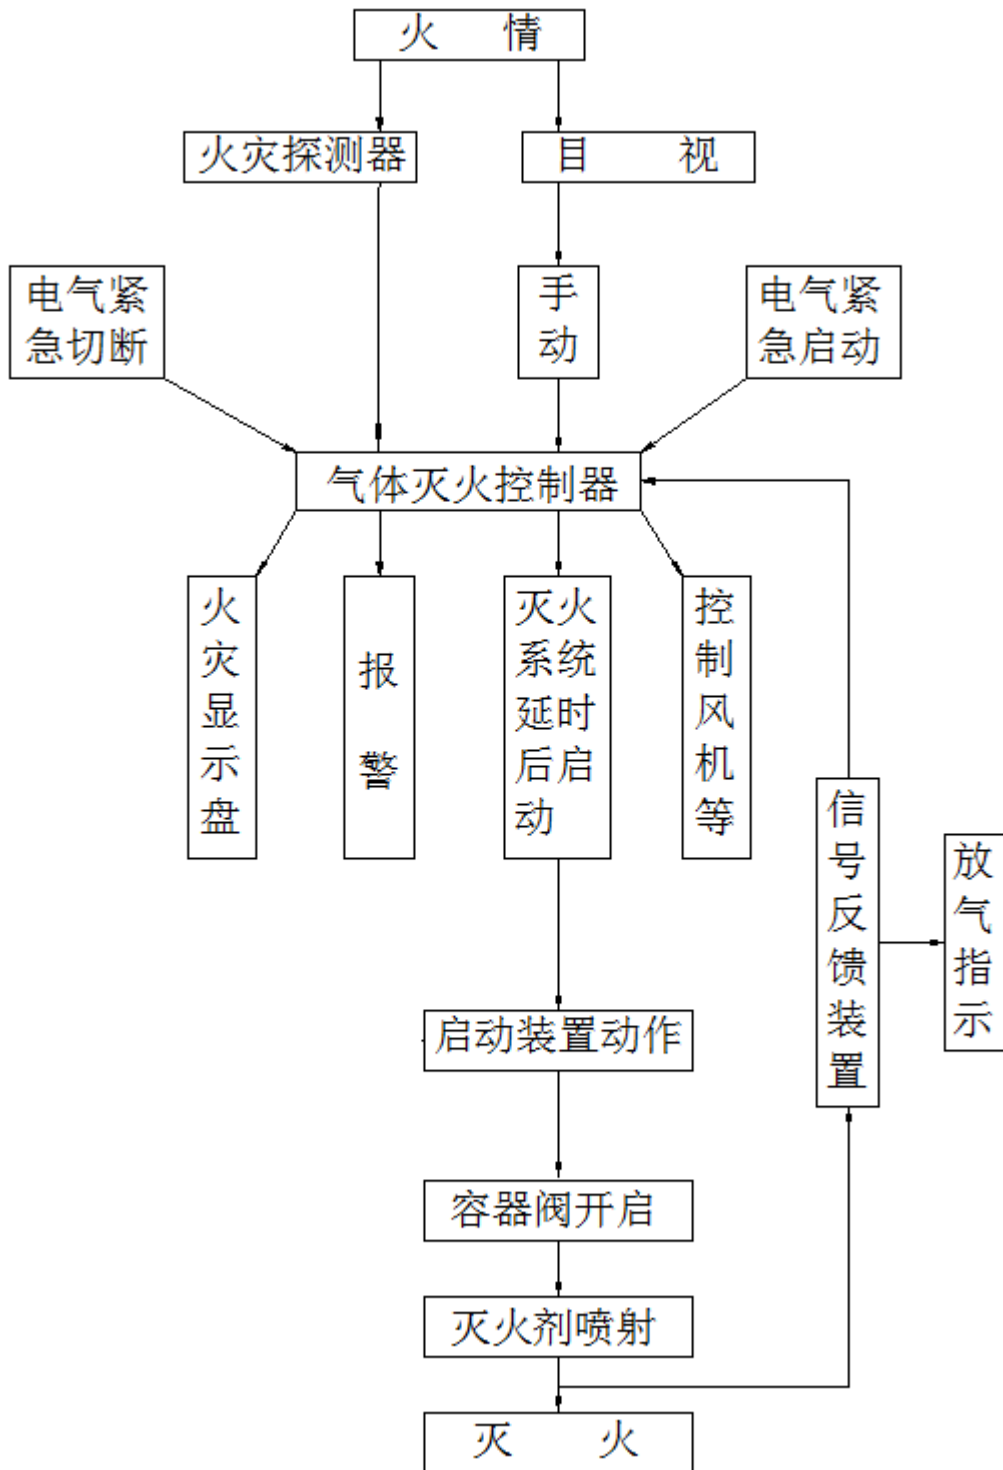 火 情
火灾探测器
目 视
电气紧
急切断
手
动
电气紧
急启动
气体灭火控制器
火
灾
显
示
盘
报
警
灭火
系统
延时
后启
动
控
制
风
机
等
信
号
反
馈
装
置
放
气
指
示
启动装置动作
容器阀开启
灭火剂喷射
灭 火